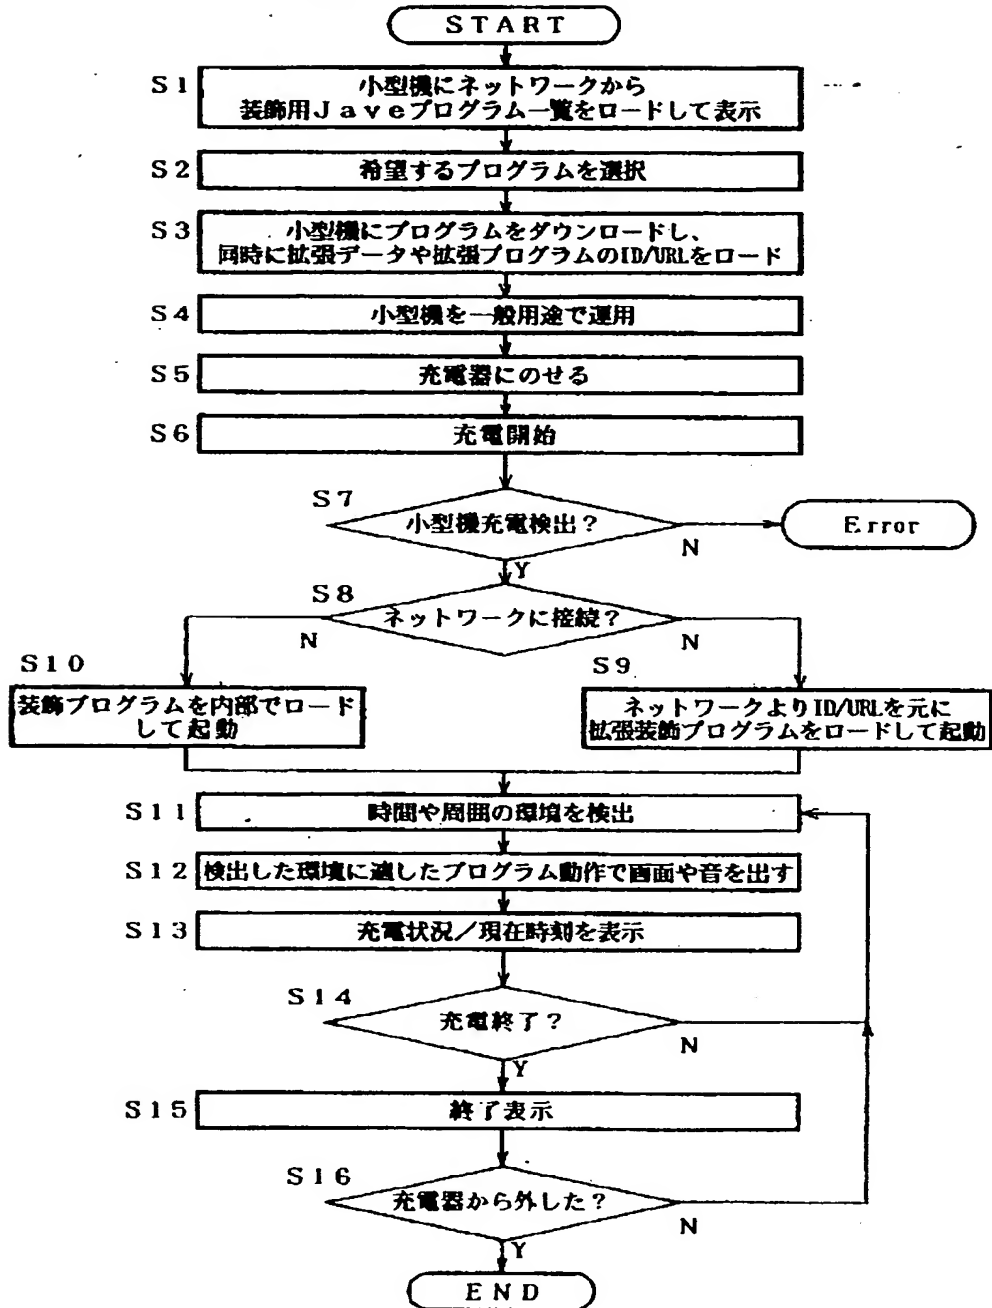 START
S1
小型機にネットワークから
装飾用Javeプログラム一覧をロードして表示
S2
希望するプログラムを選択
S3
小型機にプログラムをダウンロードし、
同時に拡張データや拡張プログラムのID/URLをロード
S4
小型機を一般用途で運用
S5
充電器にのせる
S6
充電開始
S7
小型機充電検出?
N
Error
Y
S8
ネットワークに接続?
N
N
S10
装飾プログラムを内部でロード
して起動
S9
ネットワークよりID/URLを元に
拡張装飾プログラムをロードして起動
S11
時間や周囲の環境を検出
S12
検出した環境に適したプログラム動作で画面や音を出す
S13
充電状況/現在時刻を表示
S14
充電終了?
N
Y
S15
終了表示
S16
充電器から外した?
N
Y
END